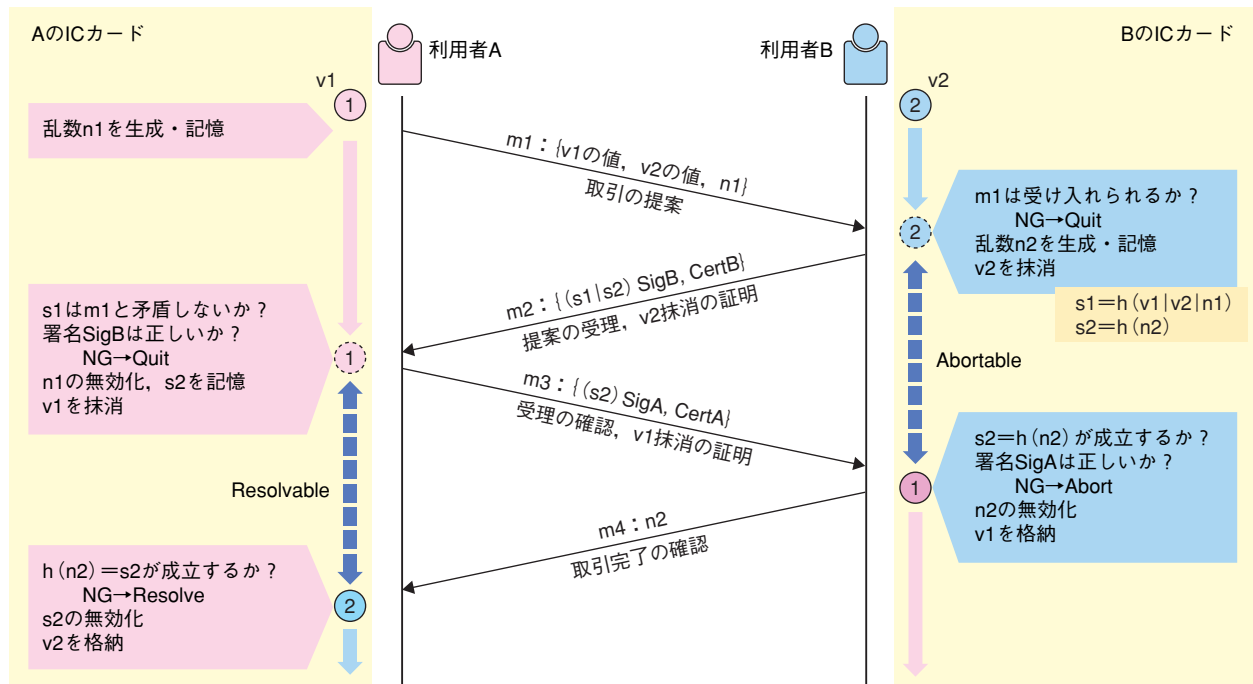 AのICカード
利用者A
利用者B
BのICカード
v1
1
v2
2
乱数n1を生成・記憶
m1：{v1の値，v2の値，n1}
取引の提案
m1は受け入れられるか？
NG→Quit
乱数n2を生成・記憶
v2を抹消
2
m2：{(s1|s2) SigB, CertB}
提案の受理，v2抹消の証明
s1＝h(v1|v2|n1)
s2＝h(n2)
s1はm1と矛盾しないか？
署名SigBは正しいか？
NG→Quit
n1の無効化，s2を記憶
v1を抹消
1
Abortable
m3：{(s2) SigA, CertA}
受理の確認，v1抹消の証明
s2＝h(n2)が成立するか？
署名SigAは正しいか？
NG→Abort
n2の無効化
v1を格納
1
Resolvable
m4：n2
取引完了の確認
h(n2)＝s2が成立するか？
NG→Resolve
s2の無効化
v2を格納
2